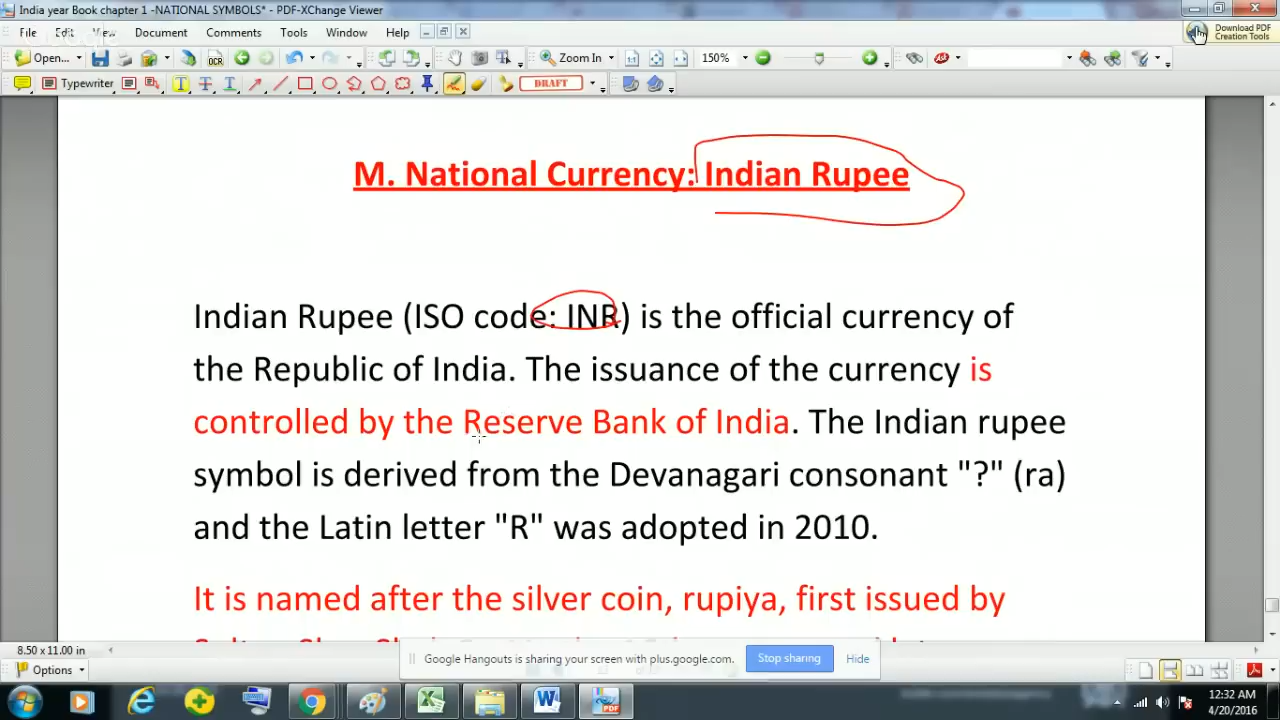 India year Book chapter 1 -NATIONAL SYMBOLS* - PDF-XChange Viewer
File Edit View Document Comments Tools Window Help
Download PDF
Creation Tools
Open... OCR Zoom In 150%
Typewriter DRAFT
M. National Currency: Indian Rupee
Indian Rupee (ISO code: INR) is the official currency of
the Republic of India. The issuance of the currency is
controlled by the Reserve Bank of India. The Indian rupee
symbol is derived from the Devanagari consonant "?" (ra)
and the Latin letter "R" was adopted in 2010.
It is named after the silver coin, rupiya, first issued by
8.50 x 11.00 in
Google Hangouts is sharing your screen with plus.google.com. Stop sharing Hide
Options
12:32 AM
4/20/2016